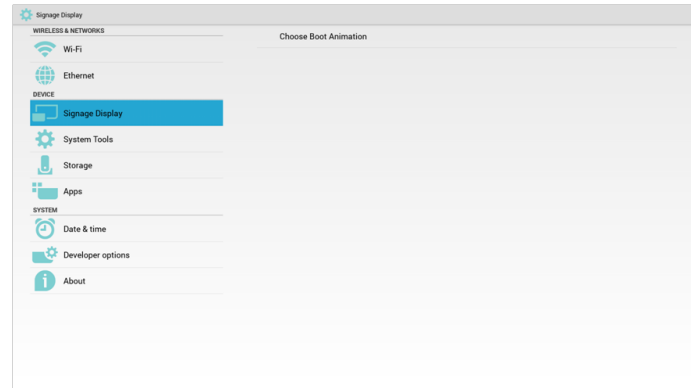 Signage Display
WIRELESS & NETWORKS
Wi-Fi
Ethernet
DEVICE
Signage Display
System Tools
Storage
Apps
SYSTEM
Date & time
Developer options
About
Choose Boot Animation